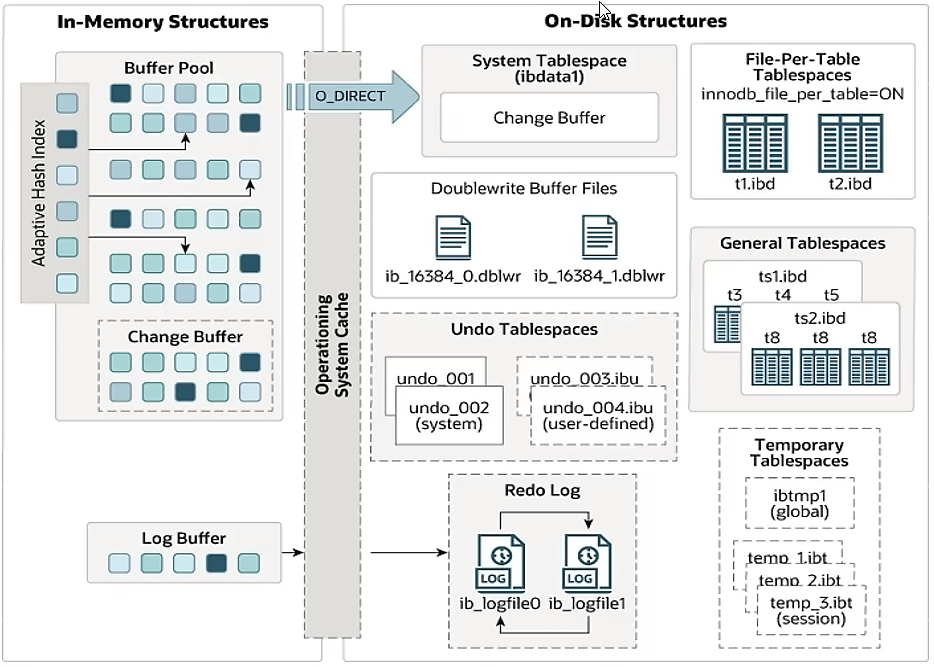 In-Memory Structures
Buffer Pool
Adaptive Hash Index
Change Buffer
Log Buffer
Operationing
System Cache
O_DIRECT
On-Disk Structures
System Tablespace
(ibdata1)
Change Buffer
Doublewrite Buffer Files
ib_16384_0.dblwr
ib_16384_1.dblwr
Undo Tablespaces
undo_001
undo_002
(system)
undo_003.ibu
undo_004.ibu
(user-defined)
Redo Log
LOG
LOG
ib_logfile0
ib_logfile1
File-Per-Table
Tablespaces
innodb_file_per_table=ON
t1.ibd
t2.ibd
General Tablespaces
ts1.ibd
t3
t4
t5
ts2.ibd
t8
t8
t8
Temporary
Tablespaces
ibtmp1
(global)
temp_1.ibt
temp_2.ibt
temp_3.ibt
(session)